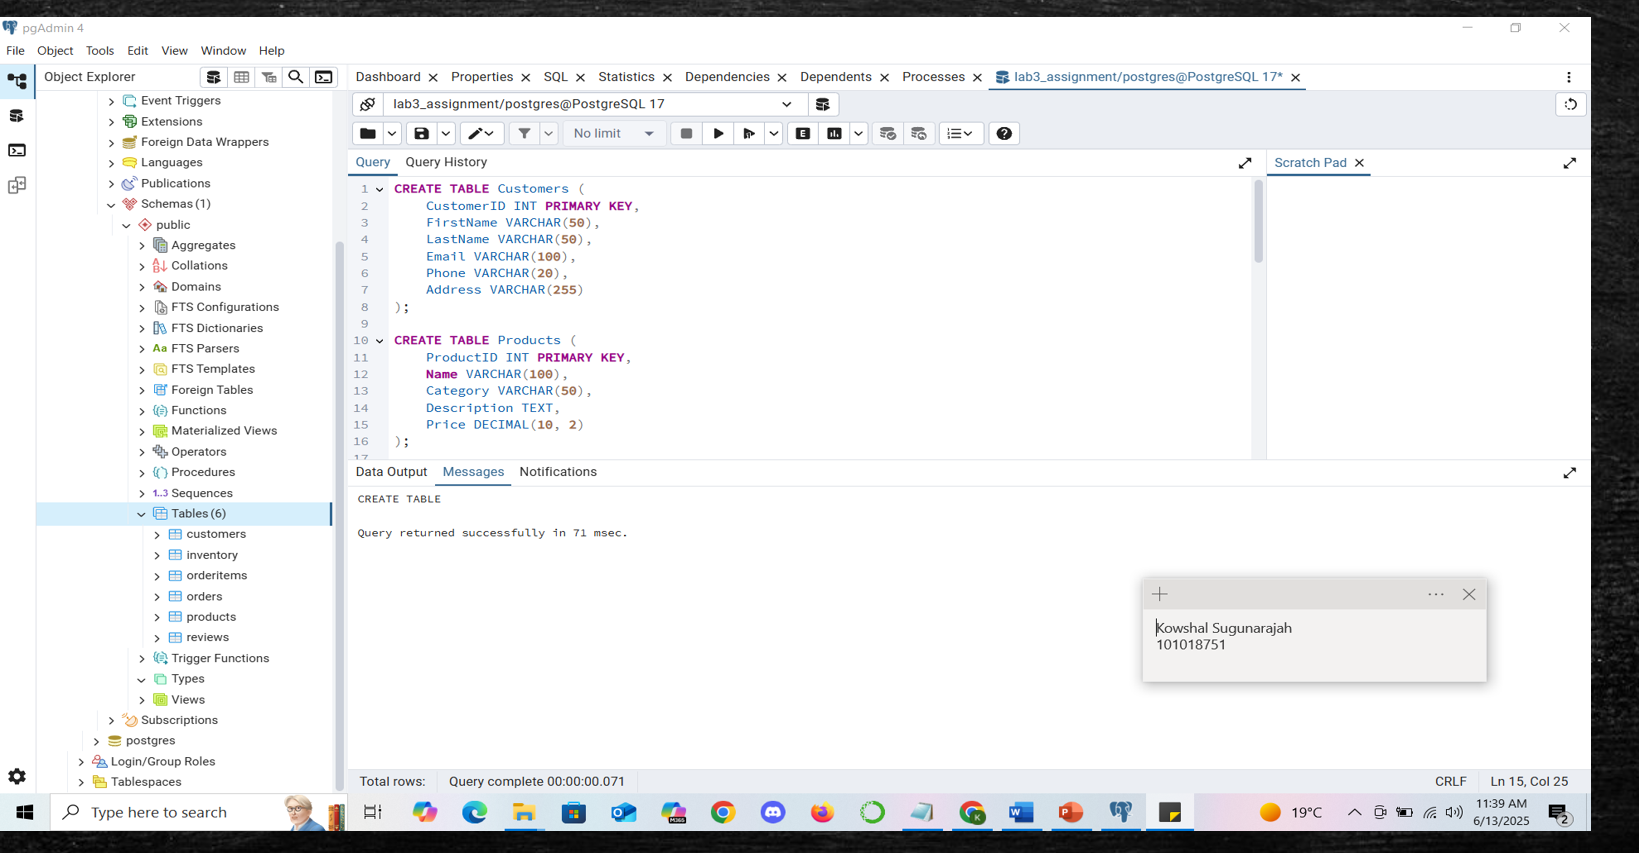 pgAdmin 4
File Object Tools Edit View Window Help
Object Explorer
Dashboard Properties SQL Statistics Dependencies Dependents Processes lab3_assignment/postgres@PostgreSQL 17*
Event Triggers
Extensions
Foreign Data Wrappers
Languages
Publications
Schemas (1)
public
Aggregates
Collations
Domains
FTS Configurations
FTS Dictionaries
Aa FTS Parsers
FTS Templates
Foreign Tables
Functions
Materialized Views
Operators
Procedures
1..3 Sequences
Tables (6)
customers
inventory
orderitems
orders
products
reviews
Trigger Functions
Types
Views
Subscriptions
postgres
Login/Group Roles
Tablespaces
lab3_assignment/postgres@PostgreSQL 17
No limit
E
Query Query History
Scratch Pad
1 CREATE TABLE Customers (
2 CustomerID INT PRIMARY KEY,
3 FirstName VARCHAR(50),
4 LastName VARCHAR(50),
5 Email VARCHAR(100),
6 Phone VARCHAR(20),
7 Address VARCHAR(255)
8 );
9
10 CREATE TABLE Products (
11 ProductID INT PRIMARY KEY,
12 Name VARCHAR(100),
13 Category VARCHAR(50),
14 Description TEXT,
15 Price DECIMAL(10, 2)
16 );
17
Data Output Messages Notifications
CREATE TABLE
Query returned successfully in 71 msec.
Kowshal Sugunarajah
101018751
Total rows: Query complete 00:00:00.071
CRLF Ln 15, Col 25
Type here to search
19°C
11:39 AM
6/13/2025
2